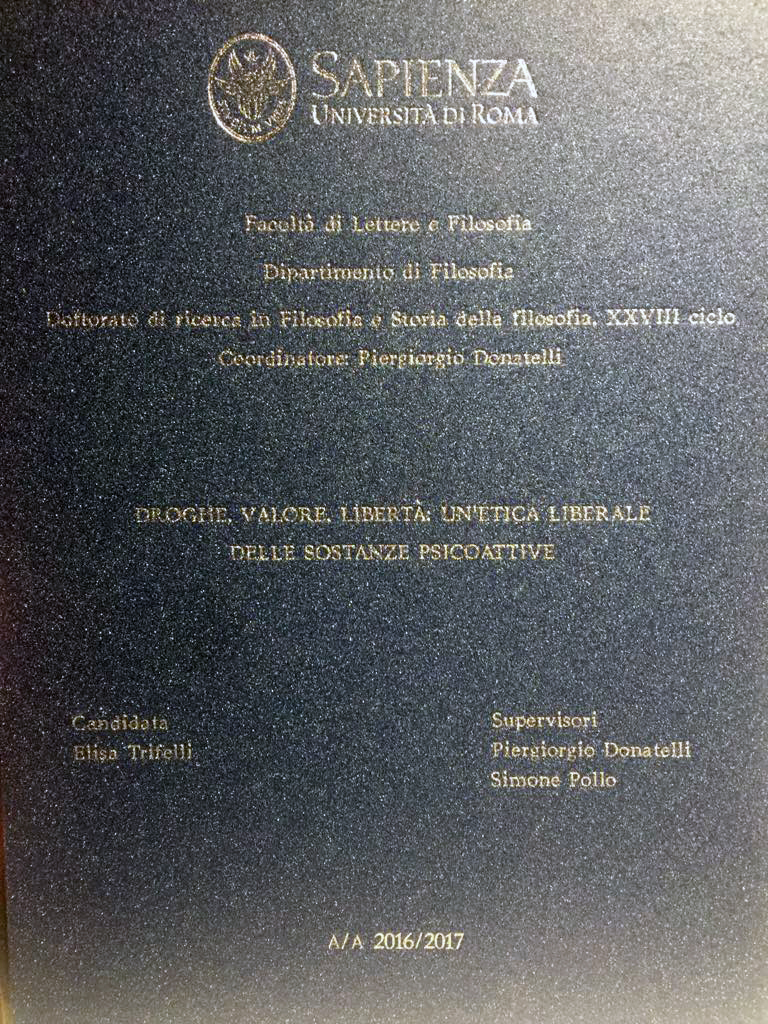 SAPIENZA
UNIVERSITÀ DI ROMA
Facoltà di Lettere e Filosofia
Dipartimento di Filosofia
Dottorato di ricerca in Filosofia e Storia della filosofia, XXVIII ciclo
Coordinatore: Piergiorgio Donatelli
DROGHE, VALORE, LIBERTÀ: UN'ETICA LIBERALE
DELLE SOSTANZE PSICOATTIVE
Candidata
Elisa Trifelli
Supervisori
Piergiorgio Donatelli
Simone Pollo
A/A 2016/2017